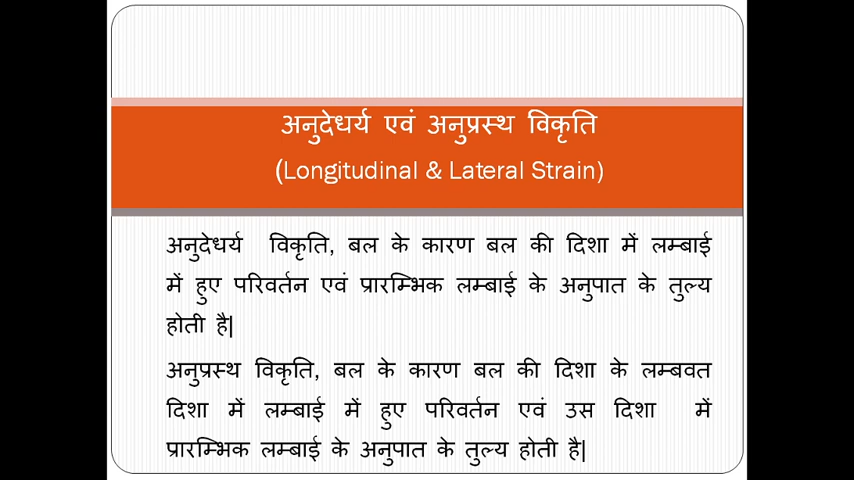 अनुदेधर्य एवं अनुप्रस्थ विकृति
(Longitudinal & Lateral Strain)
अनुदेधर्य विकृति, बल के कारण बल की दिशा में लम्बाई
में हुए परिवर्तन एवं प्रारम्भिक लम्बाई के अनुपात के तुल्य
होती है|
अनुप्रस्थ विकृति, बल के कारण बल की दिशा के लम्बवत
दिशा में लम्बाई में हुए परिवर्तन एवं उस दिशा में
प्रारम्भिक लम्बाई के अनुपात के तुल्य होती है|